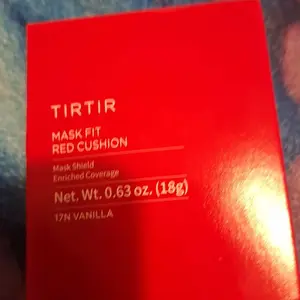 TIRTIR
MASK FIT
RED CUSHION
Mask Shield
Enriched Coverage
Net. Wt. 0.63 oz. (18g)
17N VANILLA